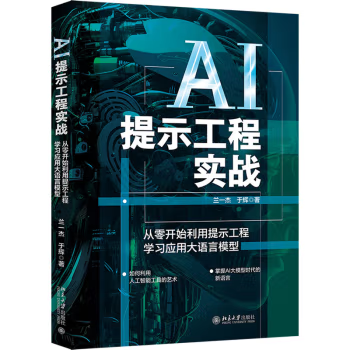 AI
提示工程实战
从零开始利用提示工程
学习应用大语言模型
兰一杰 于辉◎著
AI
提示工程
实战
兰一杰 于辉◎著
从零开始利用提示工程
学习应用大语言模型
●如何利用
人工智能工具的艺术
●掌握AI大模型时代的
新语言
北京大学出版社